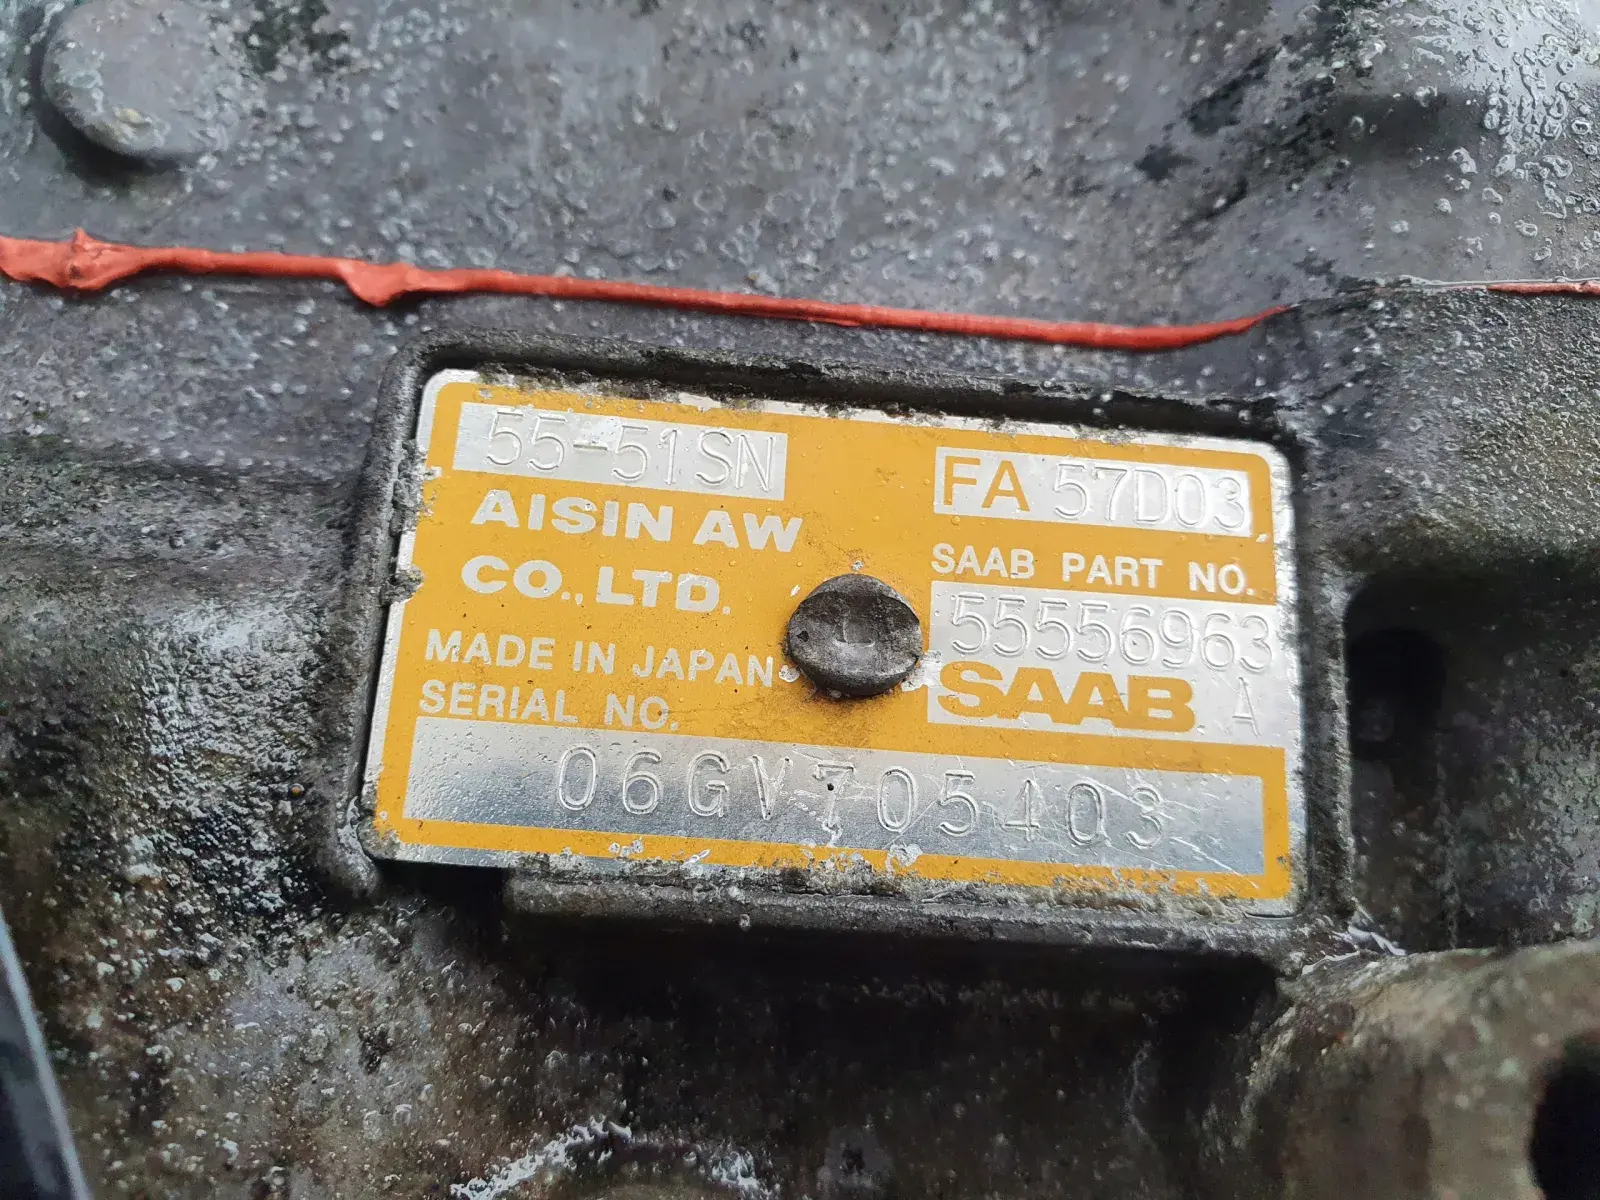 55-51SN
AISIN AW
CO., LTD.
MADE IN JAPAN
SERIAL NO.
06GV705403
FA 57D03
SAAB PART NO.
55556963
SAAB A